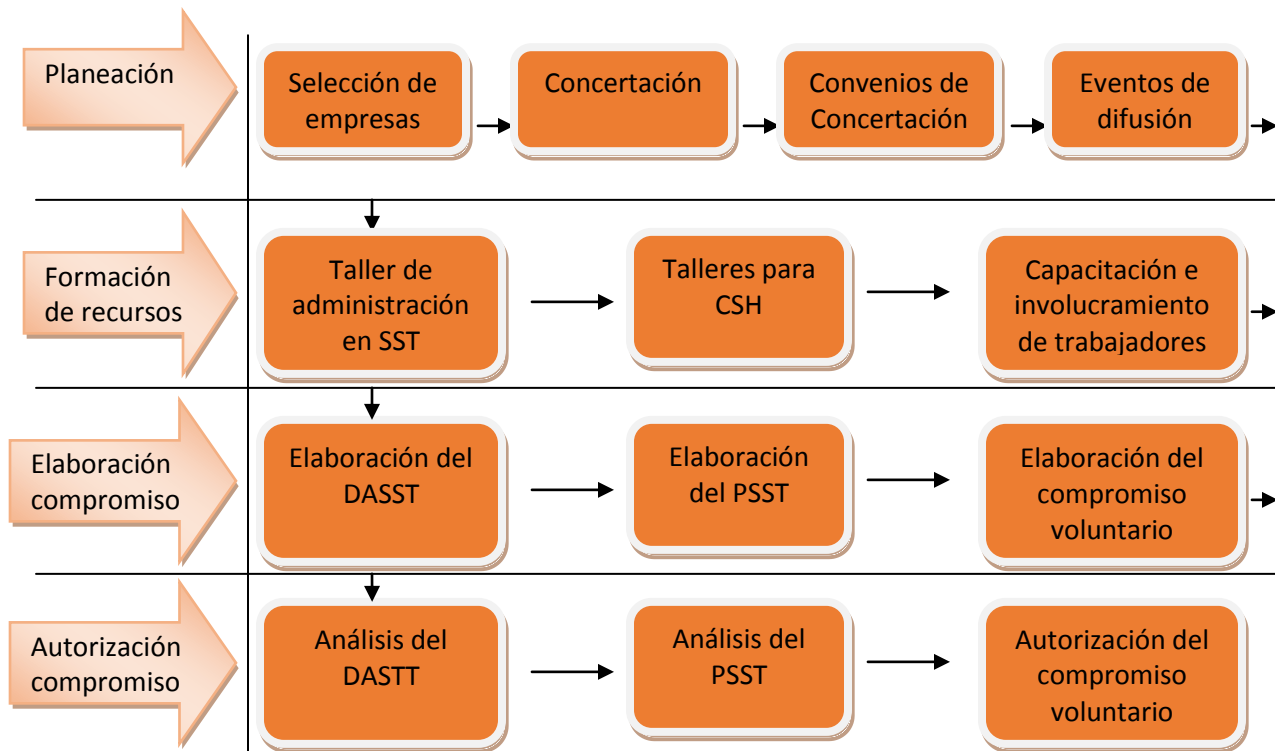 Planeación
Selección de
empresas
Concertación
Convenios de
Concertación
Eventos de
difusión
Formación
de recursos
Taller de
administración
en SST
Talleres para
CSH
Capacitación e
involucramiento
de trabajadores
Elaboración
compromiso
Elaboración del
DASST
Elaboración
del PSST
Elaboración del
compromiso
voluntario
Autorización
compromiso
Análisis del
DASTT
Análisis del
PSST
Autorización del
compromiso
voluntario